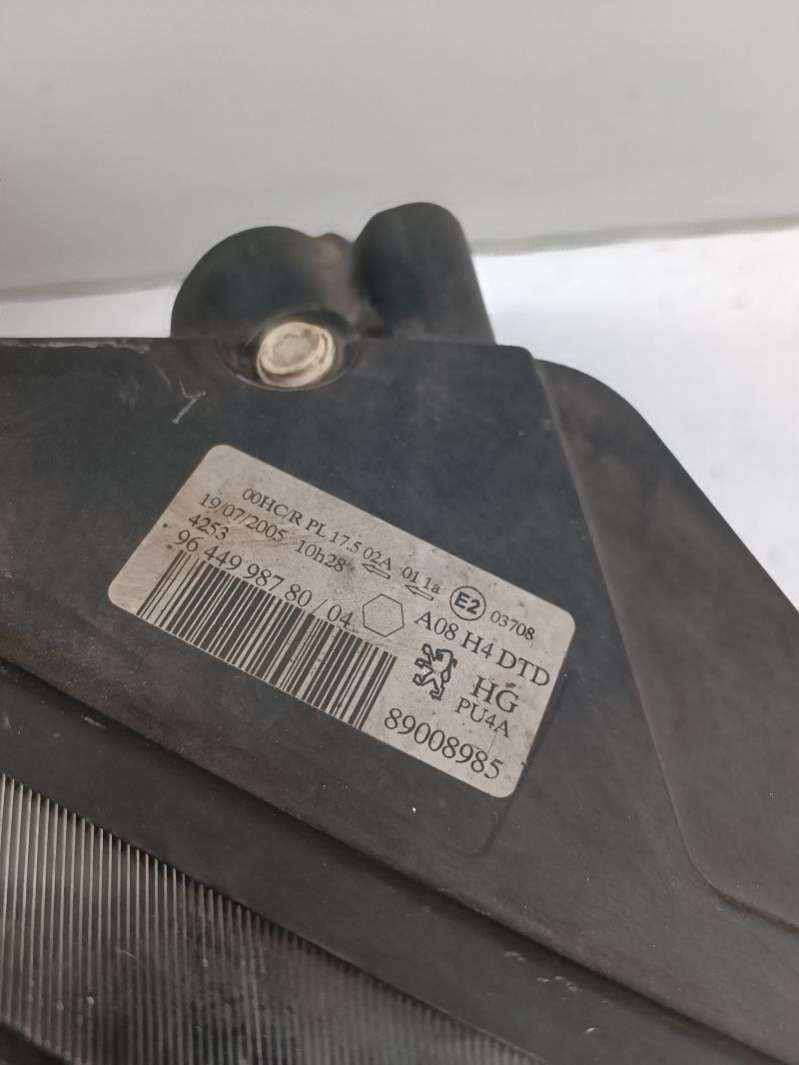 00HC/R PL 17.5 02A 01 1a E2 03708
19/07/2005 10h28
4253
96 449 987 80 / 04 A08 H4 DTD
HG
PU4A
89008985